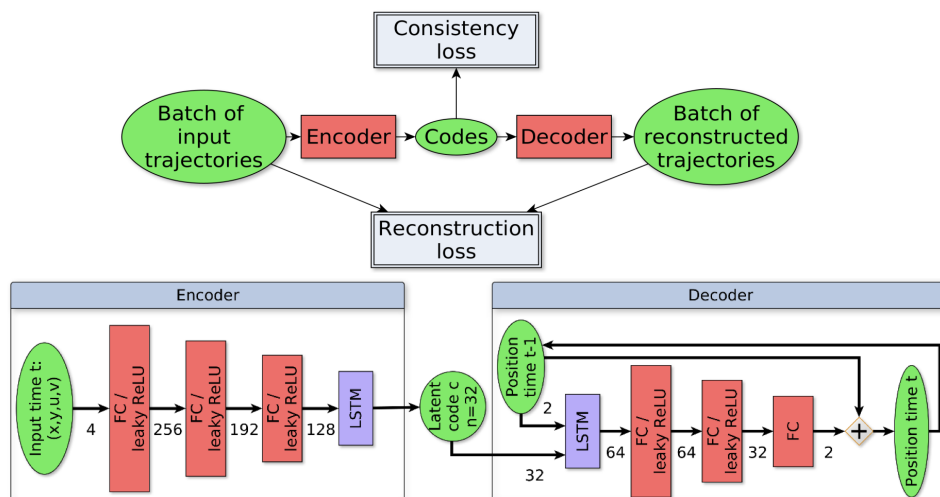 Consistency
loss
Batch of
input
trajectories
Encoder
Codes
Decoder
Batch of
reconstructed
trajectories
Reconstruction
loss
Encoder
Input time t:
(x,y,u,v)
4
FC /
leaky ReLU
256
FC /
leaky ReLU
192
FC /
leaky ReLU
128
LSTM
Latent
code c
n=32
Decoder
Position
time t-1
2
32
LSTM
64
FC /
leaky ReLU
64
FC /
leaky ReLU
32
FC
2
+
Position time t